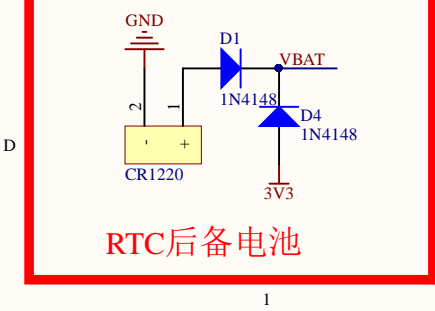 GND
D1
VBAT
1N4148
2
1
D4
1N4148
D
- +
CR1220
3V3
RTC后备电池
1